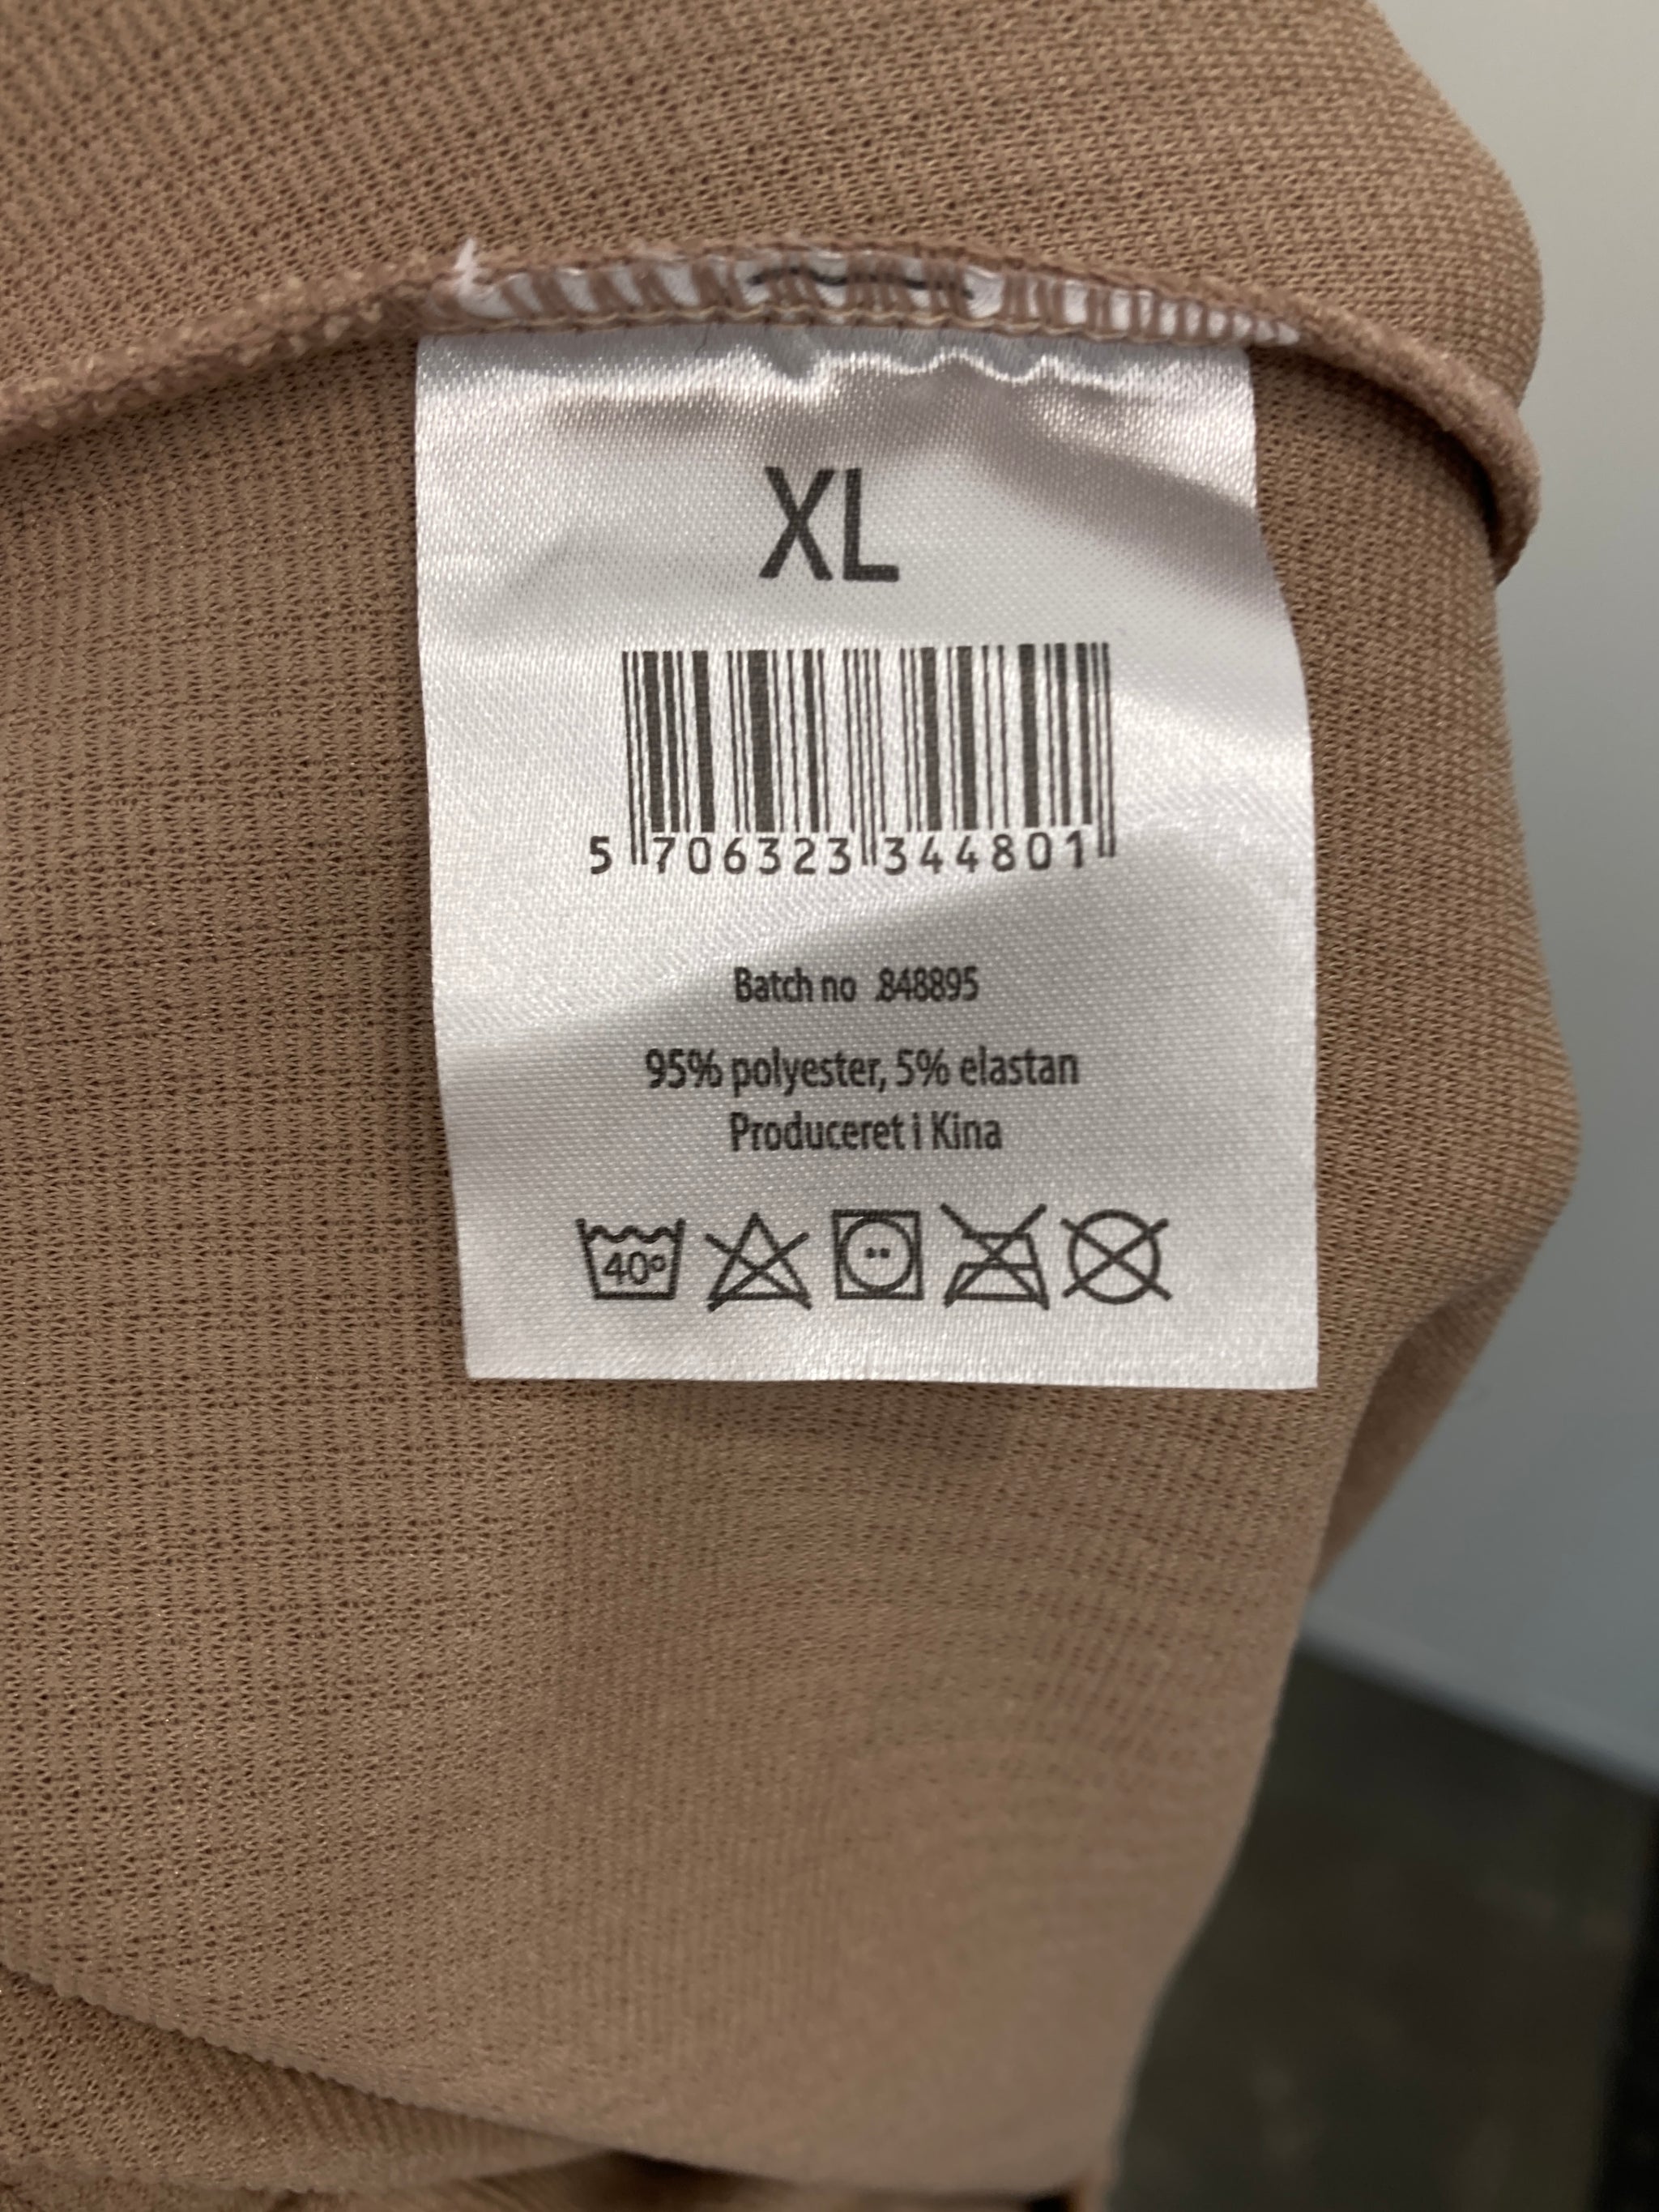 XL
5 706323 344801
Batch no .848895
95% polyester, 5% elastan
Produceret i Kina
40°